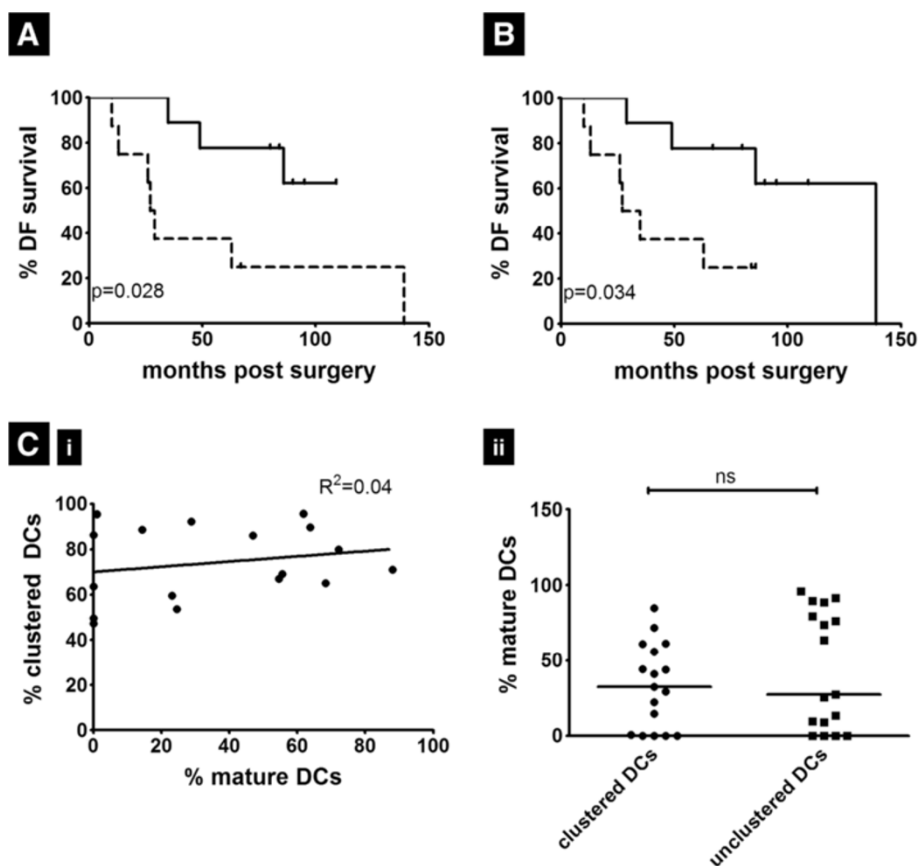 A
B
100
80
60
40
20
0
% DF survival
p=0.028
0
50
100
150
months post surgery
100
80
60
40
20
0
% DF survival
p=0.034
0
50
100
150
months post surgery
C
i
R²=0.04
100
80
60
40
20
0
% clustered DCs
0
20
40
60
80
100
% mature DCs
ii
ns
150
100
50
0
% mature DCs
clustered DCs
unclustered DCs